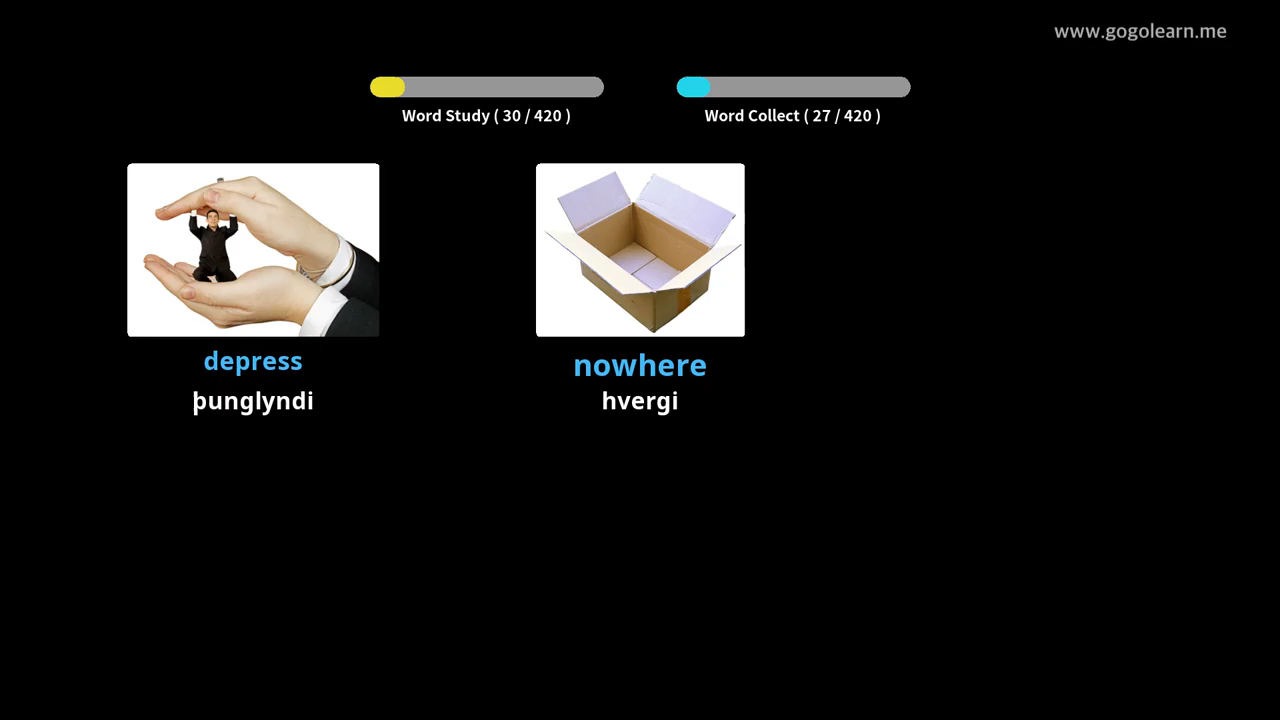 www.gogolearn.me
Word Study ( 30 / 420 )
Word Collect ( 27 / 420 )
depress
þunglyndi
nowhere
hvergi